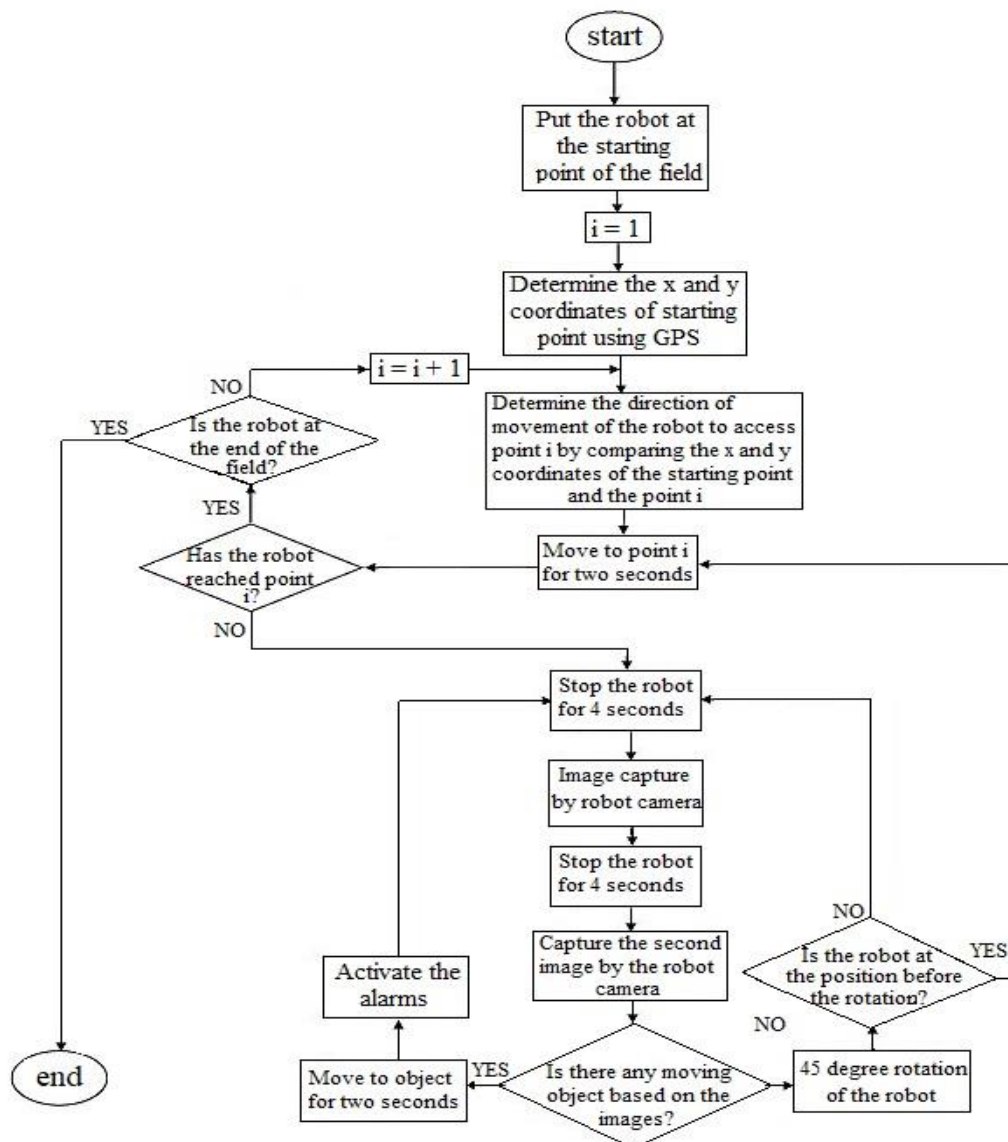 start
Put the robot at
the starting
point of the field
i = 1
Determine the x and y
coordinates of starting
point using GPS
i = i + 1
NO
YES
Is the robot at
the end of the
field?
Determine the direction of
movement of the robot to access
point i by comparing the x and y
coordinates of the starting point
and the point i
YES
Has the robot
reached point
i?
Move to point i
for two seconds
NO
Stop the robot
for 4 seconds
Image capture
by robot camera
Stop the robot
for 4 seconds
NO
Capture the second
image by the robot
camera
Is the robot at
the position before
the rotation?
YES
Activate the
alarms
NO
end
Move to object
for two seconds
YES
Is there any moving
object based on the
images?
45 degree rotation
of the robot